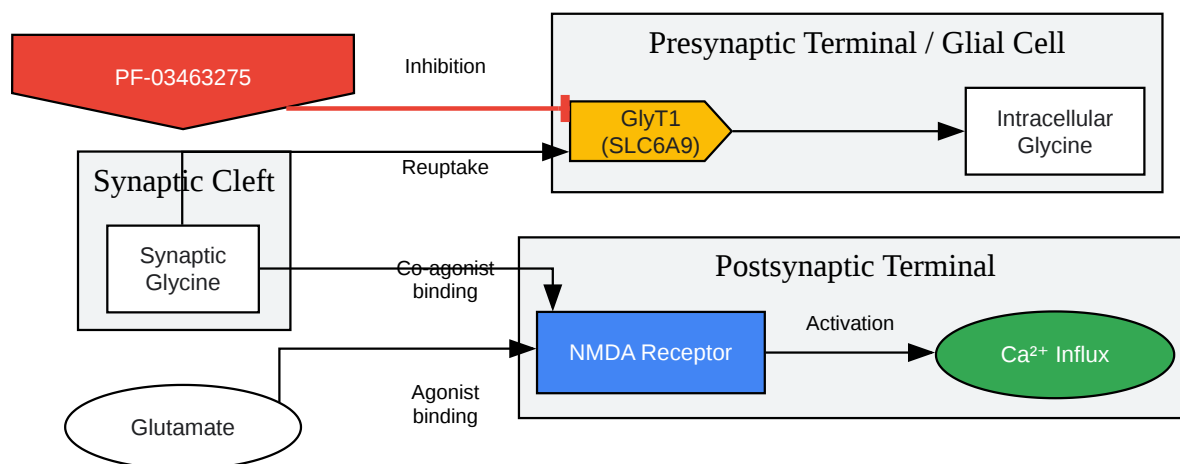 Presynaptic Terminal / Glial Cell
PF-03463275
Inhibition
GlyT1
(SLC6A9)
Intracellular
Glycine
Reuptake
Synaptic Cleft
Synaptic
Glycine
Co-agonist
binding
Postsynaptic Terminal
NMDA Receptor
Activation
Ca²⁺ Influx
Agonist
binding
Glutamate